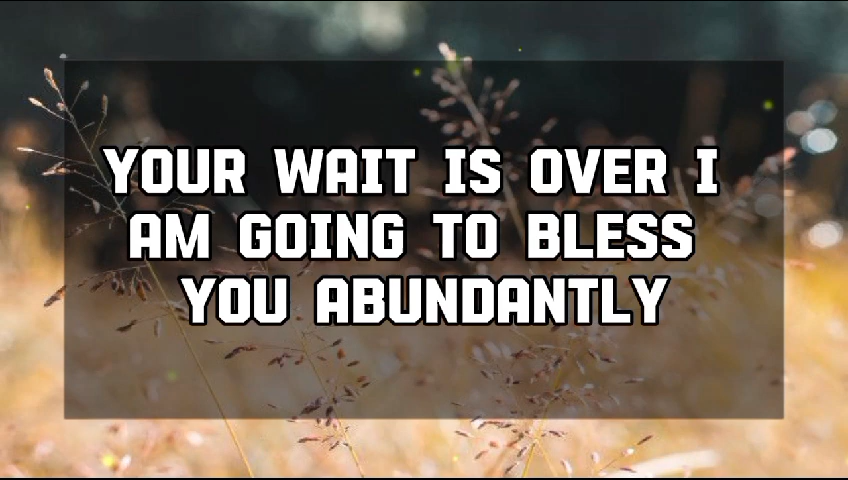 YOUR WAIT IS OVER I
AM GOING TO BLESS
YOU ABUNDANTLY